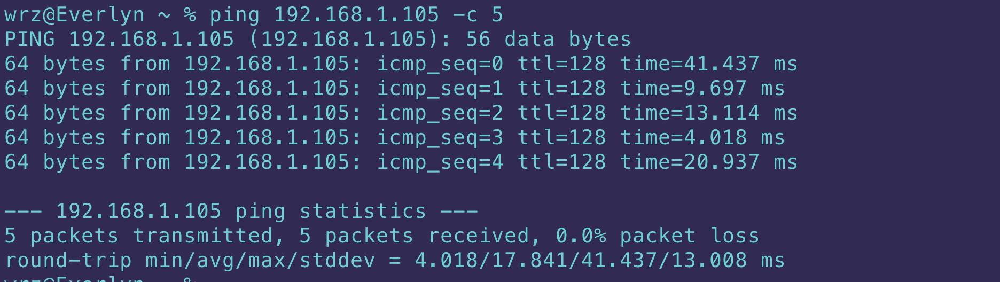 wrz@Everlyn ~ % ping 192.168.1.105 -c 5
PING 192.168.1.105 (192.168.1.105): 56 data bytes
64 bytes from 192.168.1.105: icmp_seq=0 ttl=128 time=41.437 ms
64 bytes from 192.168.1.105: icmp_seq=1 ttl=128 time=9.697 ms
64 bytes from 192.168.1.105: icmp_seq=2 ttl=128 time=13.114 ms
64 bytes from 192.168.1.105: icmp_seq=3 ttl=128 time=4.018 ms
64 bytes from 192.168.1.105: icmp_seq=4 ttl=128 time=20.937 ms
--- 192.168.1.105 ping statistics ---
5 packets transmitted, 5 packets received, 0.0% packet loss
round-trip min/avg/max/stddev = 4.018/17.841/41.437/13.008 ms
wrz@Everlyn ~ %